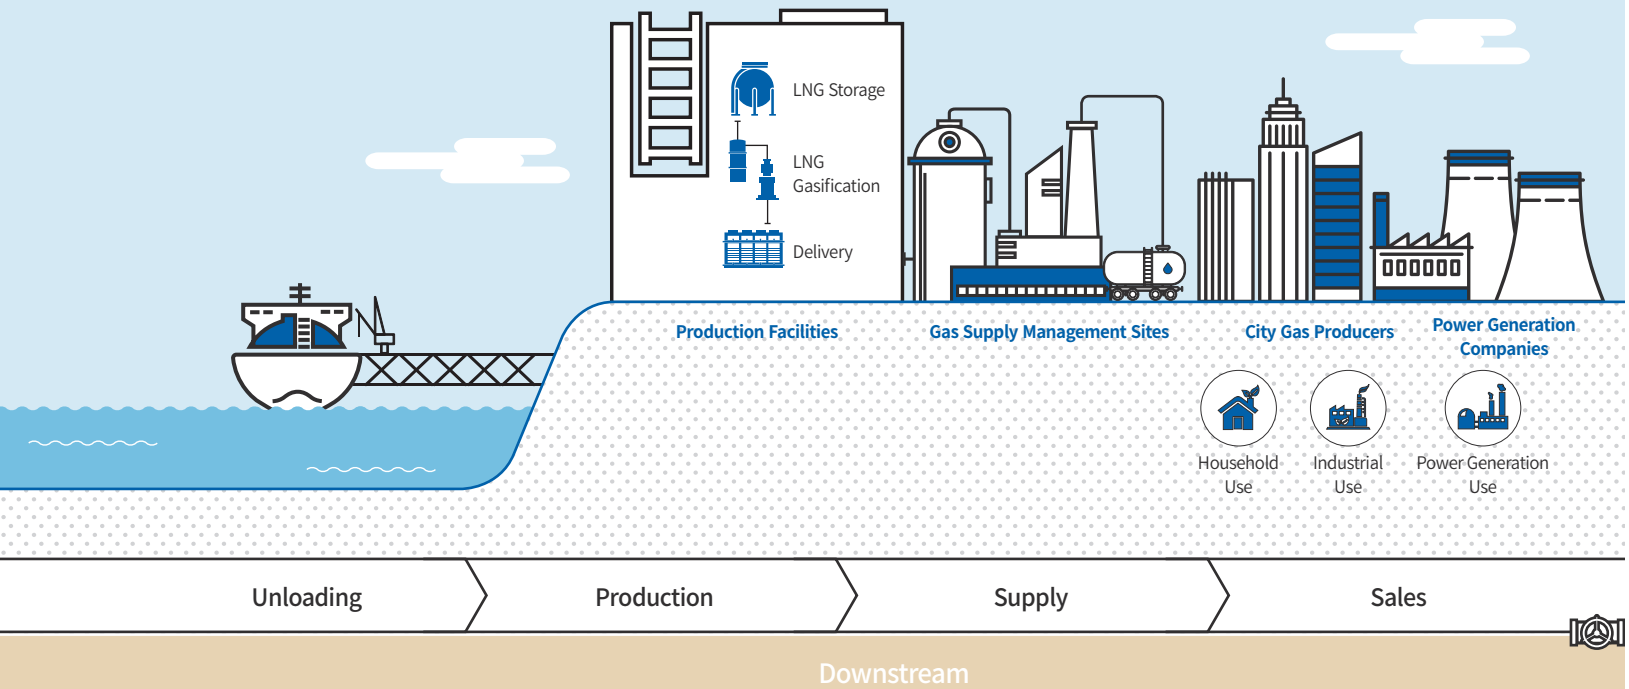 LNG Storage
LNG
Gasification
Delivery
Production Facilities
Gas Supply Management Sites
City Gas Producers
Power Generation
Companies
Household
Use
Industrial
Use
Power Generation
Use
Unloading
Production
Supply
Sales
Downstream